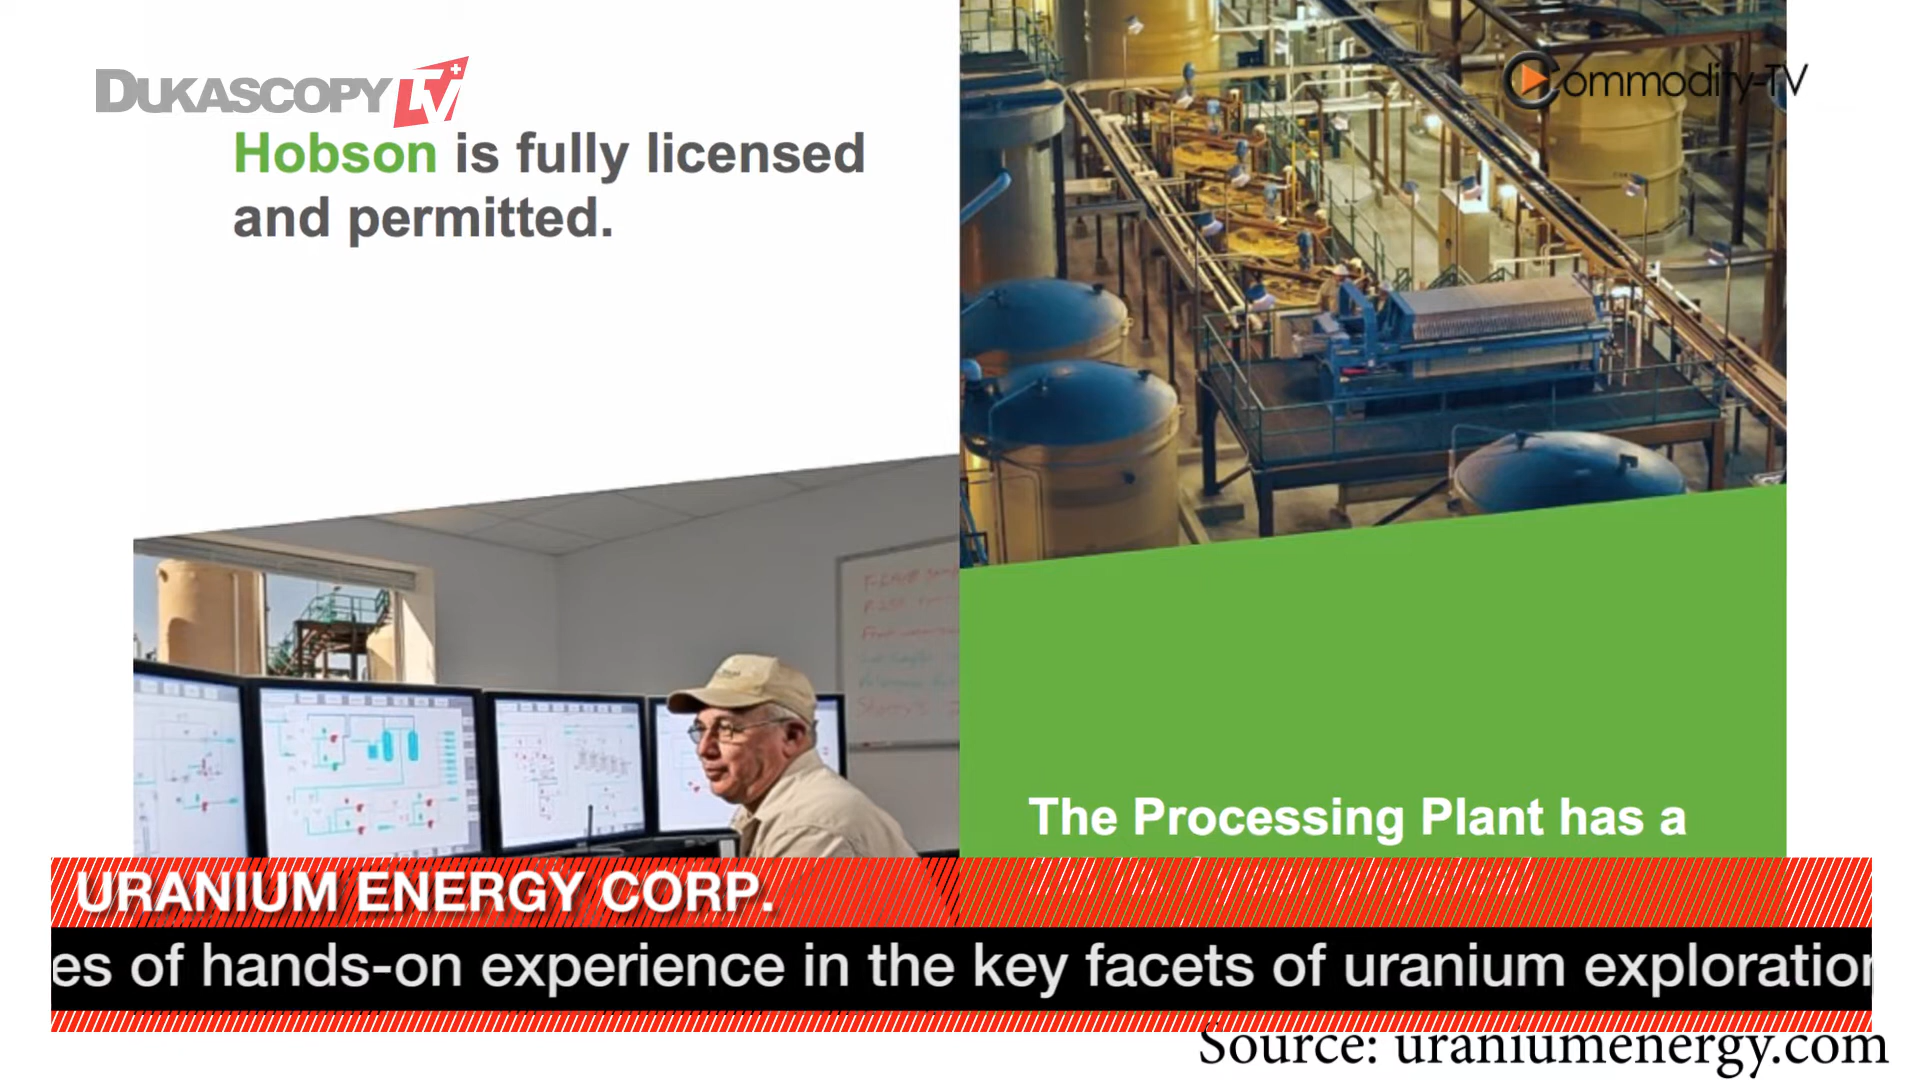 DUKASCOPY TV
Commodity-TV
Hobson is fully licensed
and permitted.
The Processing Plant has a
URANIUM ENERGY CORP.
es of hands-on experience in the key facets of uranium exploration
Source: uraniumenergy.com